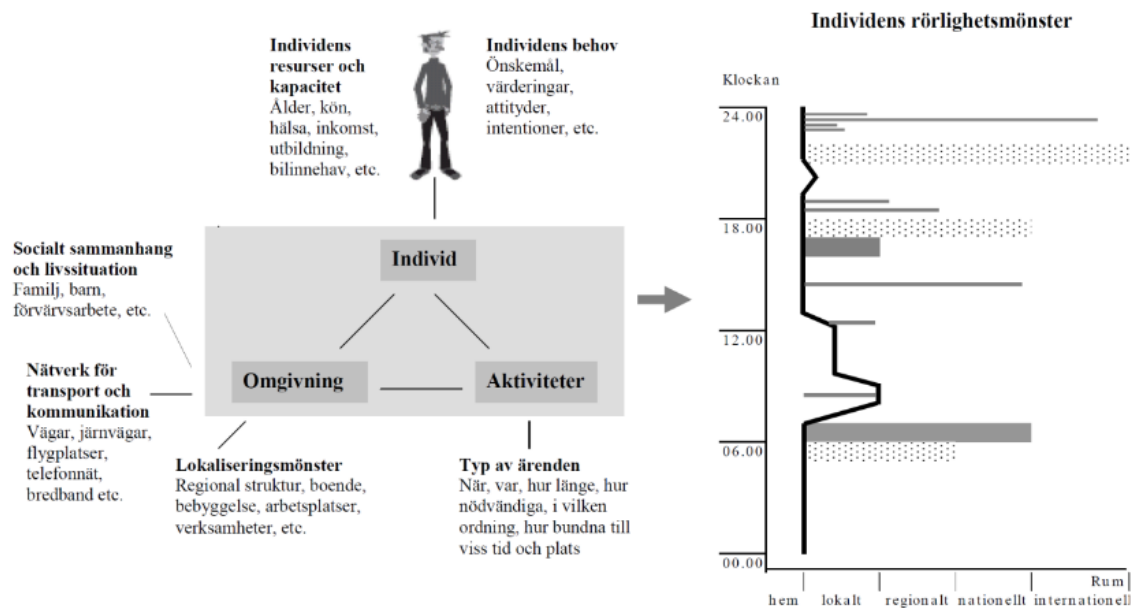 Individens rörlighetsmönster
Individens
resurser och
kapacitet
Ålder, kön,
hälsa, inkomst,
utbildning,
bilinnehav, etc.
Individens behov
Önskemål,
värderingar,
attityder,
intentioner, etc.
Socialt sammanhang
och livssituation
Familj, barn,
förvärvsarbete, etc.
Nätverk för
transport och
kommunikation
Vägar, järnvägar,
flygplatser,
telefonnät,
bredband etc.
Individ
Omgivning
Aktiviteter
Lokaliseringsmönster
Regional struktur, boende,
bebyggelse, arbetsplatser,
verksamheter, etc.
Typ av ärenden
När, var, hur länge, hur
nödvändiga, i vilken
ordning, hur bundna till
viss tid och plats
Klockan
24.00
18.00
12.00
06.00
00.00
Rum
hem
lokalt
regionalt
nationellt
internationell